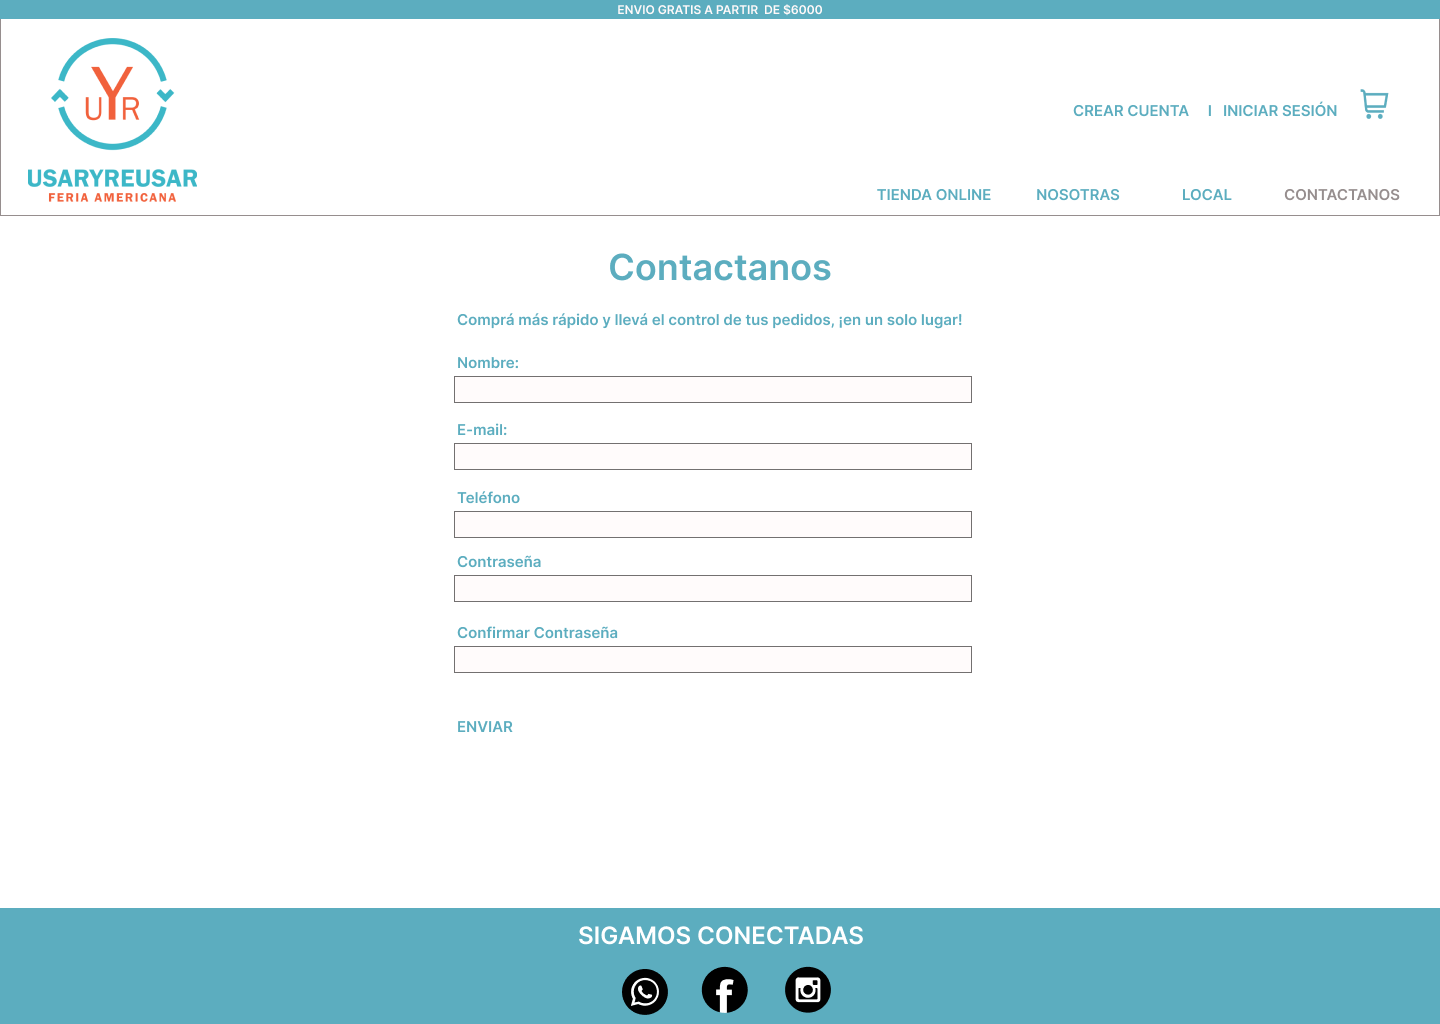 ENVIO GRATIS A PARTIR  DE $6000
UYR
USARYREUSAR
FERIA AMERICANA
CREAR CUENTA I INICIAR SESIÓN
TIENDA ONLINE NOSOTRAS LOCAL CONTACTANOS
Contactanos
Comprá más rápido y llevá el control de tus pedidos, ¡en un solo lugar!
Nombre:
E-mail:
Teléfono
Contraseña
Confirmar Contraseña
ENVIAR
SIGAMOS CONECTADAS